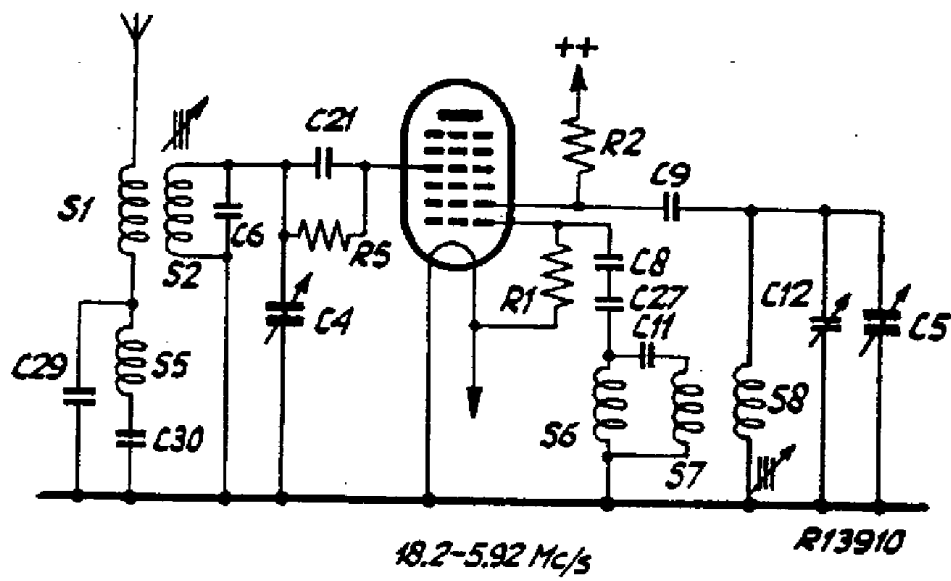 ++
C21
R2
C9
S1
C6
S2
R5
C8
R1
C27
C12
C4
C11
C5
C29
S5
S6
S8
C30
S7
R13910
18.2-5.92 Mc/s